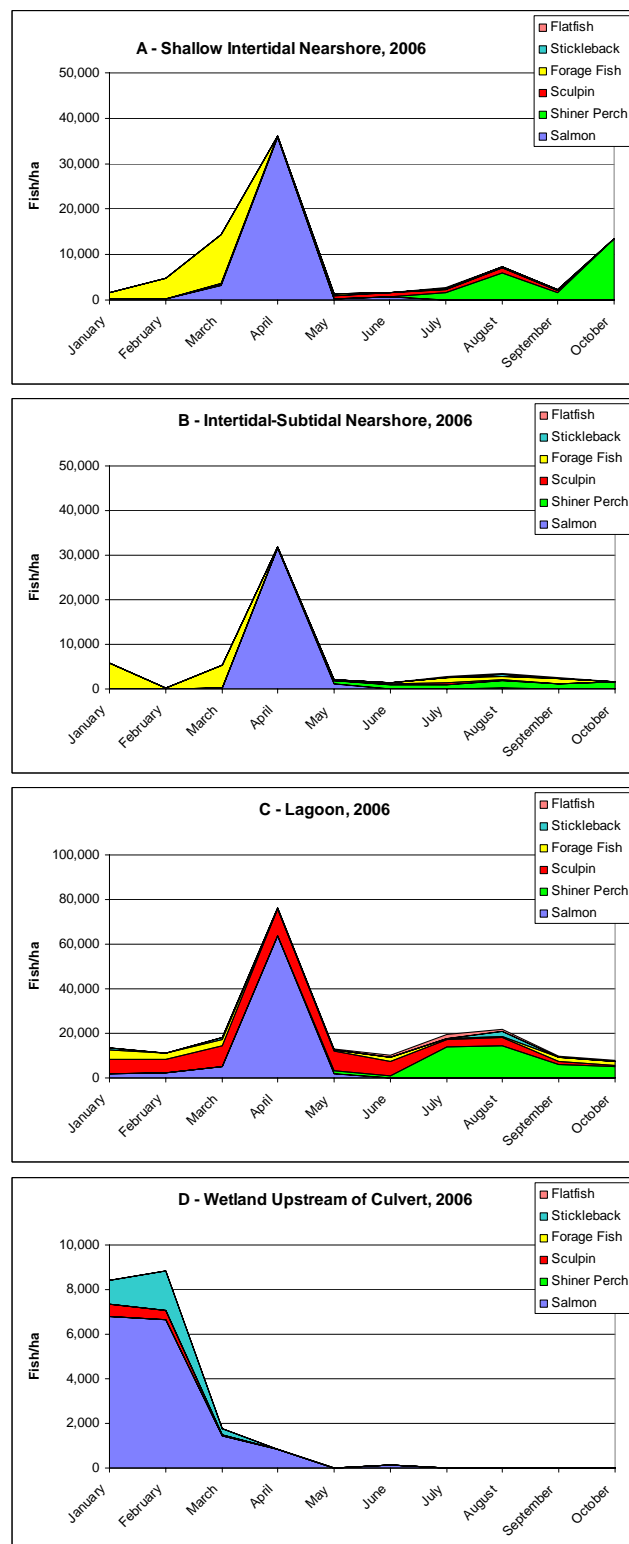 A - Shallow Intertidal Nearshore, 2006
Flatfish
Stickleback
Forage Fish
Sculpin
Shiner Perch
Salmon
Fish/ha
50,000
40,000
30,000
20,000
10,000
0
January
February
March
April
May
June
July
August
September
October
B - Intertidal-Subtidal Nearshore, 2006
Flatfish
Stickleback
Forage Fish
Sculpin
Shiner Perch
Salmon
Fish/ha
50,000
40,000
30,000
20,000
10,000
0
January
February
March
April
May
June
July
August
September
October
C - Lagoon, 2006
Flatfish
Stickleback
Forage Fish
Sculpin
Shiner Perch
Salmon
Fish/ha
100,000
80,000
60,000
40,000
20,000
0
January
February
March
April
May
June
July
August
September
October
D - Wetland Upstream of Culvert, 2006
Flatfish
Stickleback
Forage Fish
Sculpin
Shiner Perch
Salmon
Fish/ha
10,000
8,000
6,000
4,000
2,000
0
January
February
March
April
May
June
July
August
September
October